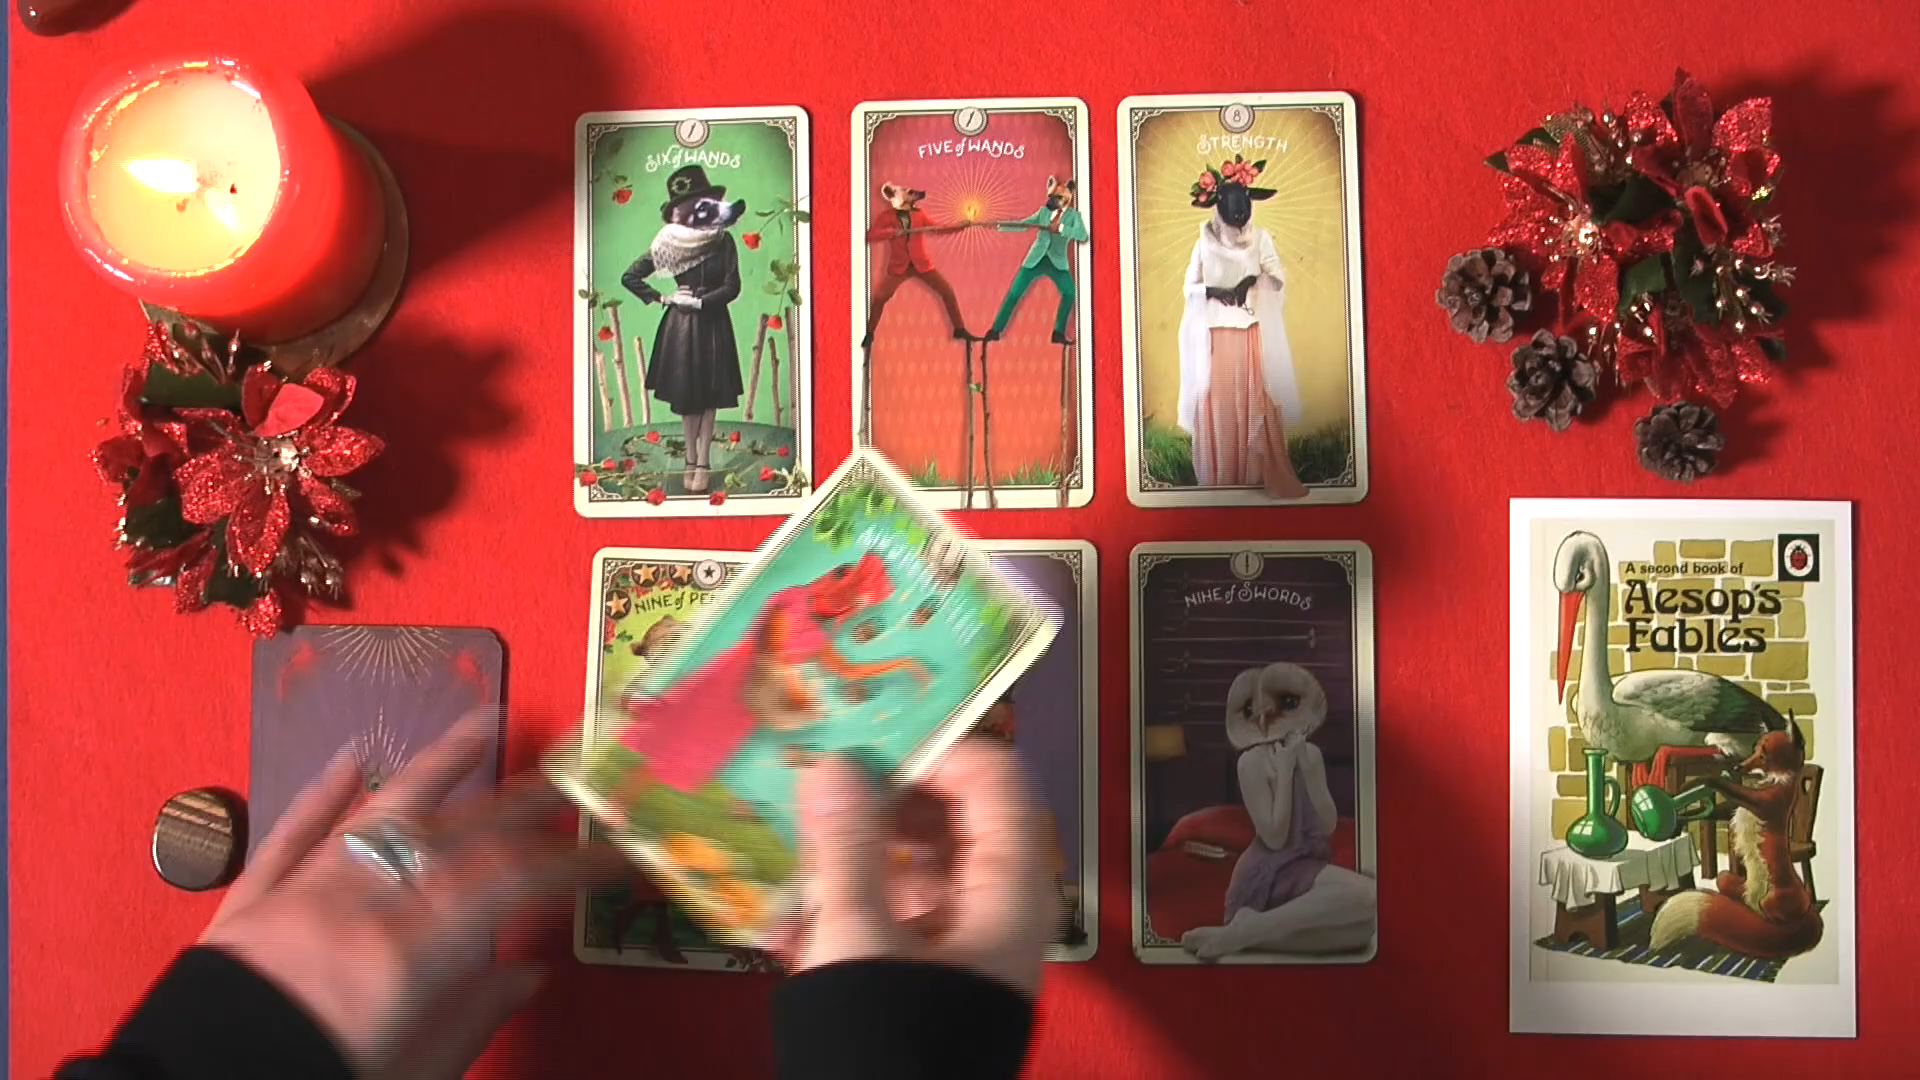 SIX of WANDS
FIVE of WANDS
8
STRENGTH
NINE of PE
NINE of SWORDS
A second book of
Aesop's
Fables